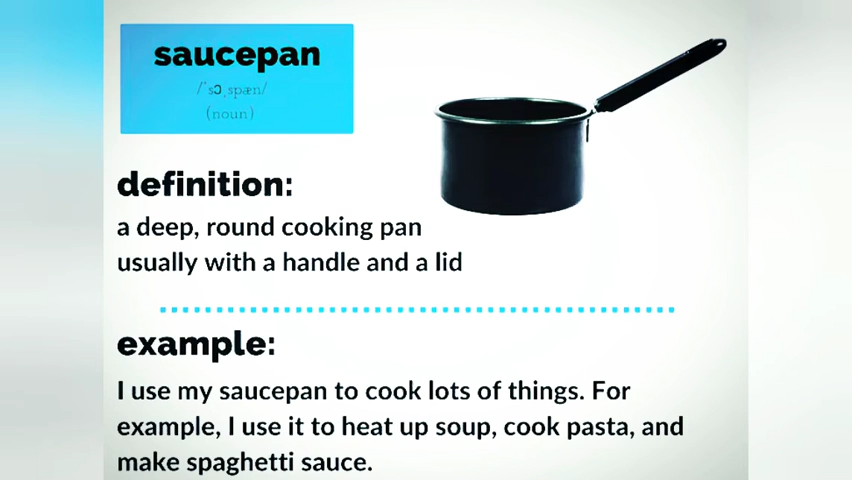 saucepan
/ˈsɔˌspæn/
(noun)
definition:
a deep, round cooking pan
usually with a handle and a lid
example:
I use my saucepan to cook lots of things. For
example, I use it to heat up soup, cook pasta, and
make spaghetti sauce.